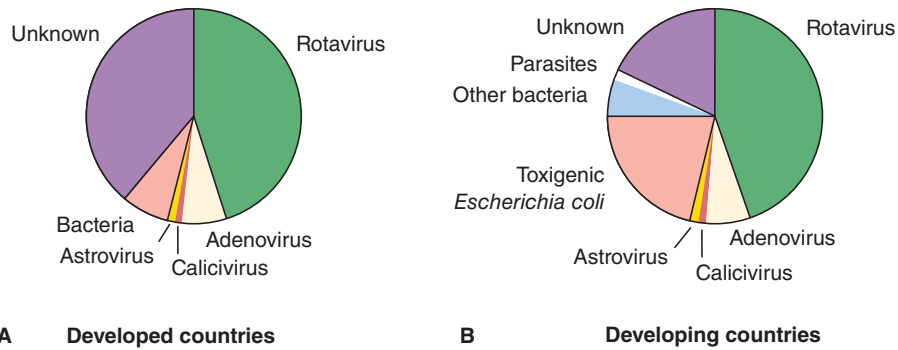 Unknown
Rotavirus
Bacteria
Astrovirus
Calicivirus
Adenovirus
A Developed countries
Unknown
Rotavirus
Parasites
Other bacteria
Toxigenic
Escherichia coli
Astrovirus
Calicivirus
Adenovirus
B Developing countries